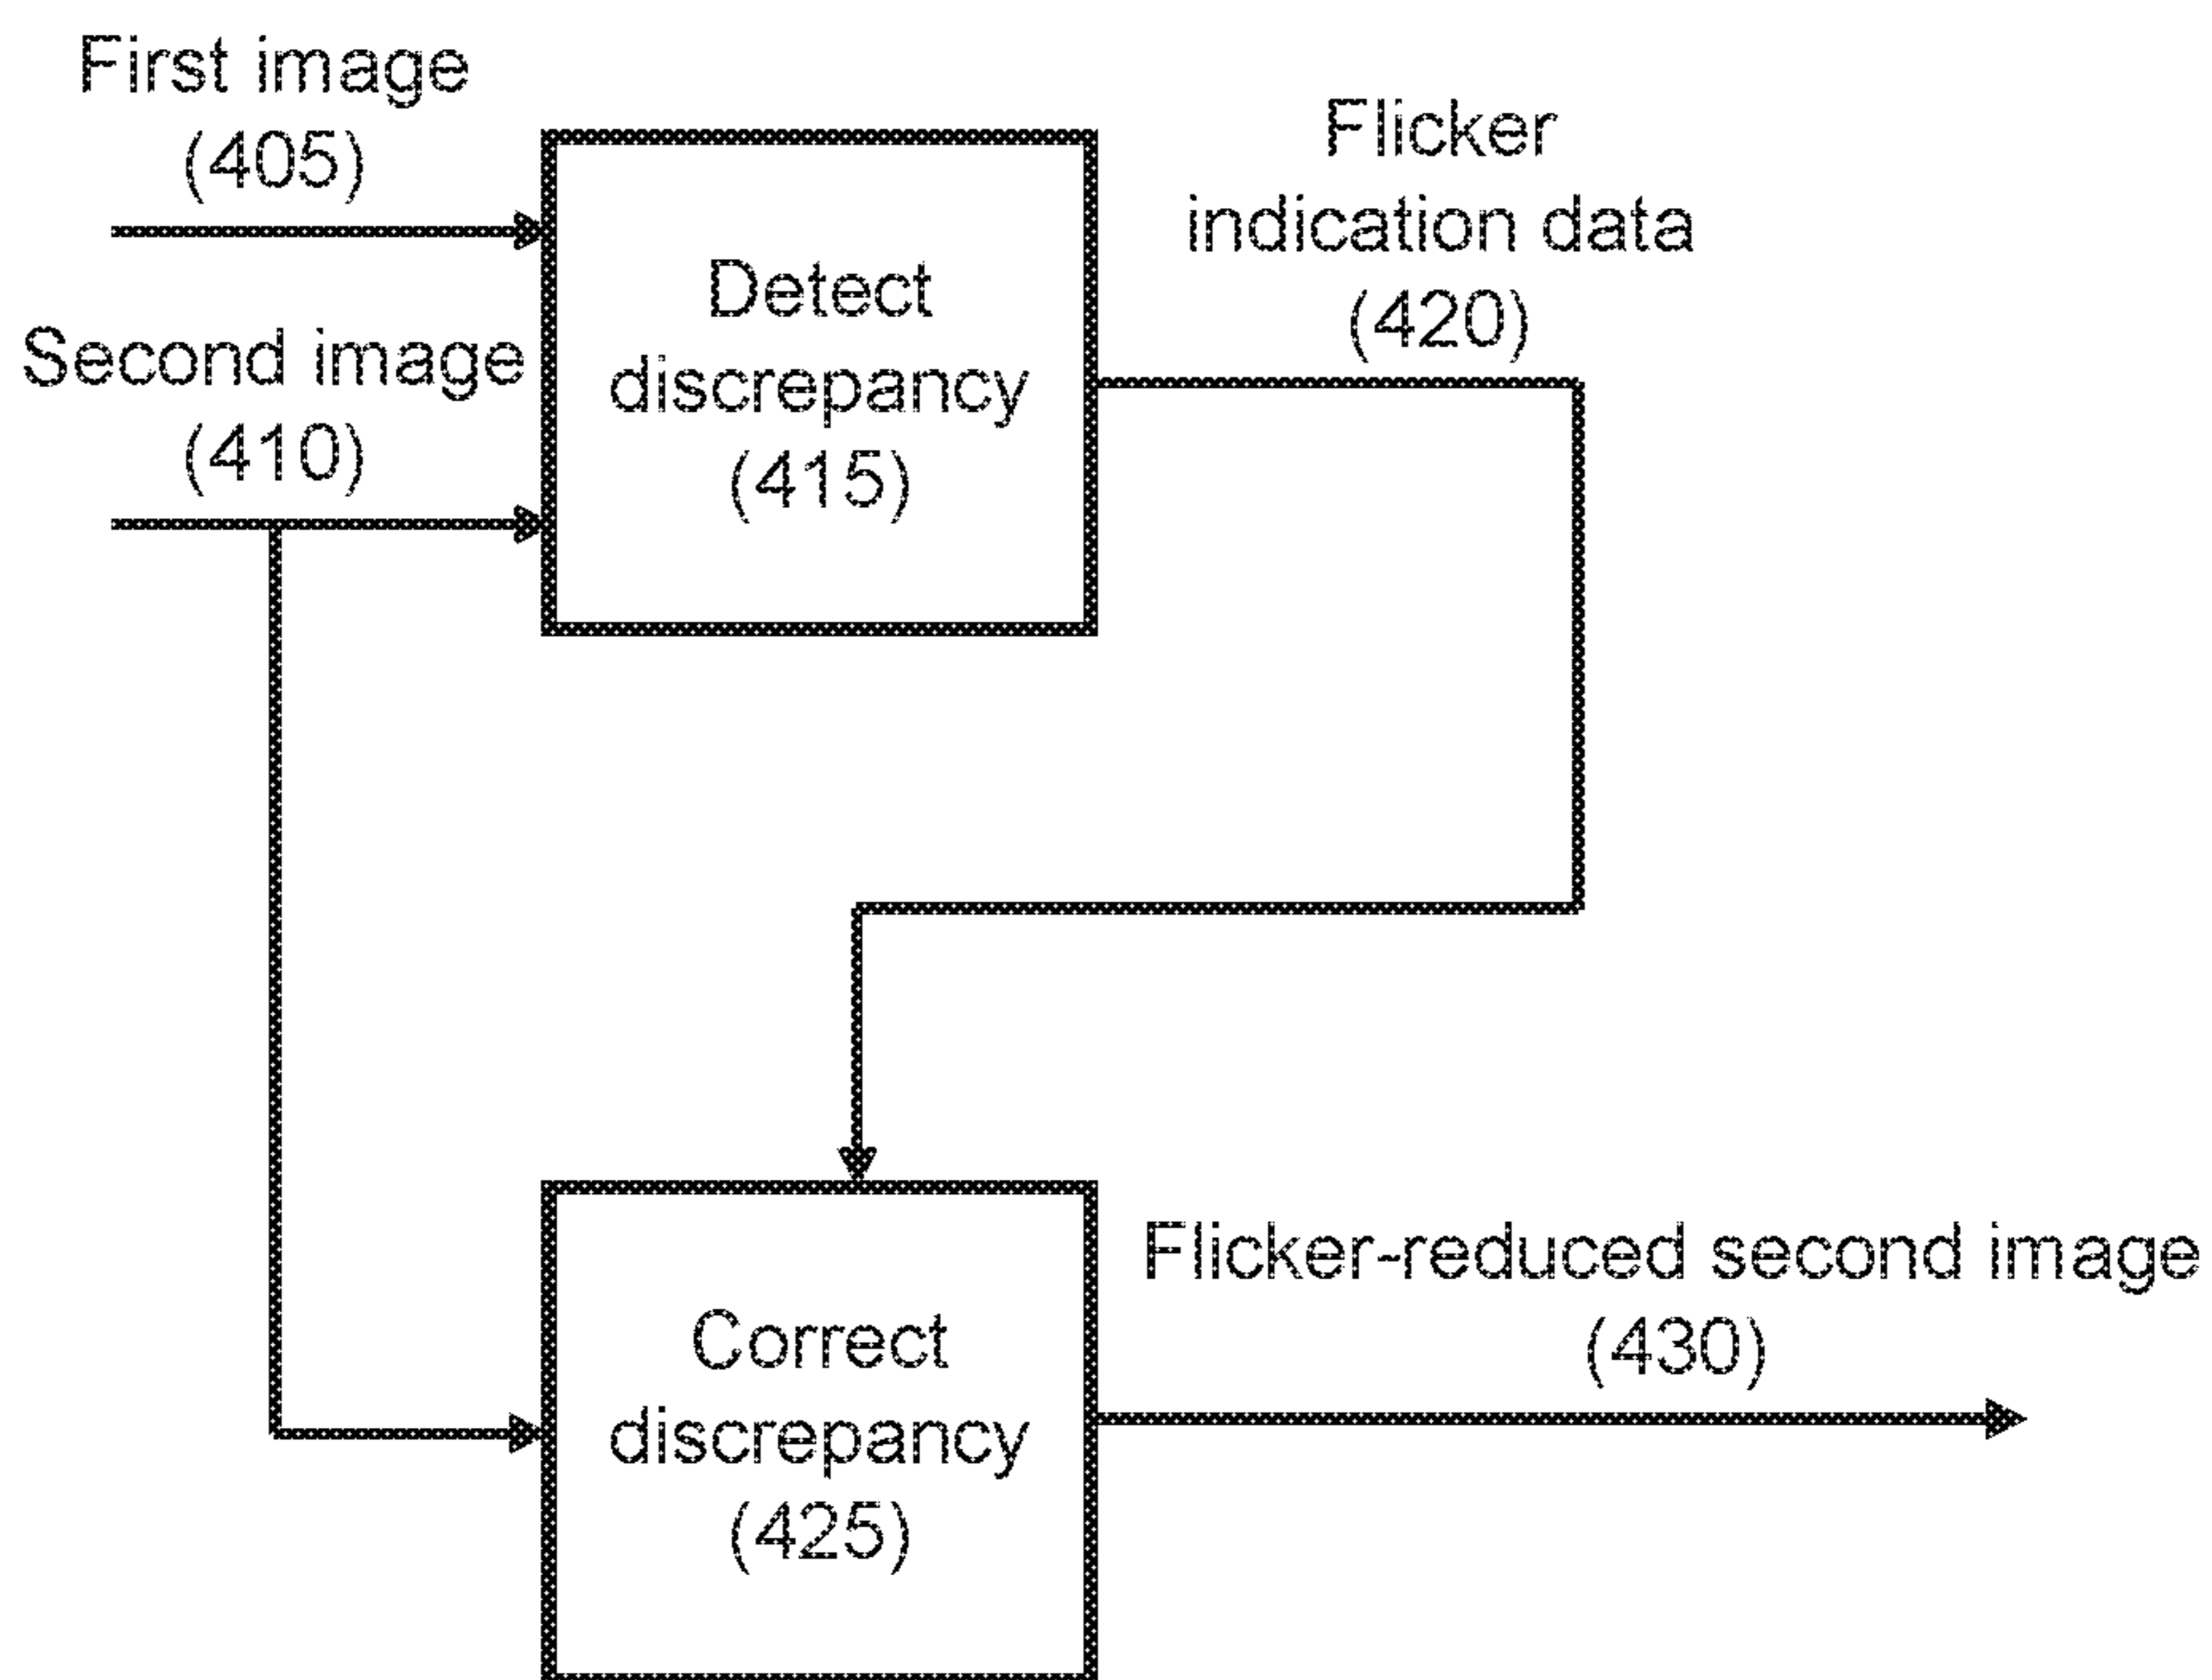 First image
(405)
Second image
(410)
Detect
discrepancy
(415)
Flicker
indication data
(420)
Correct
discrepancy
(425)
Flicker-reduced second image
(430)